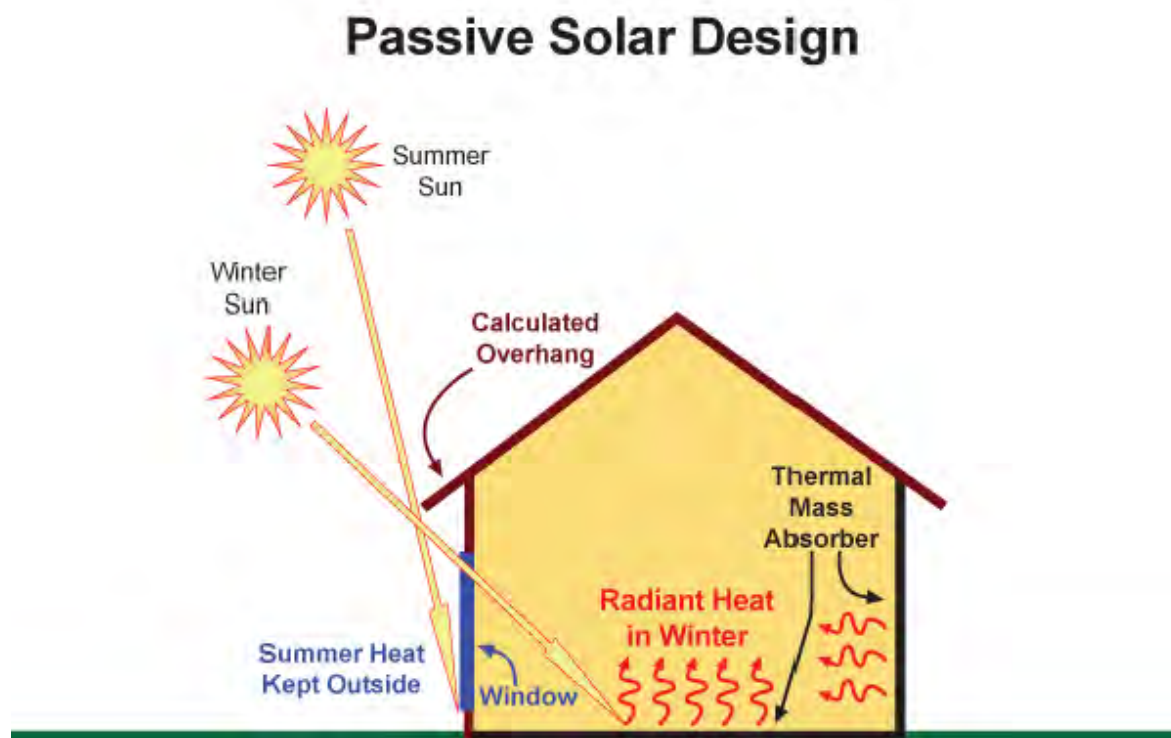 Passive Solar Design
Summer
Sun
Winter
Sun
Calculated
Overhang
Thermal
Mass
Absorber
Radiant Heat
in Winter
Summer Heat
Kept Outside
Window